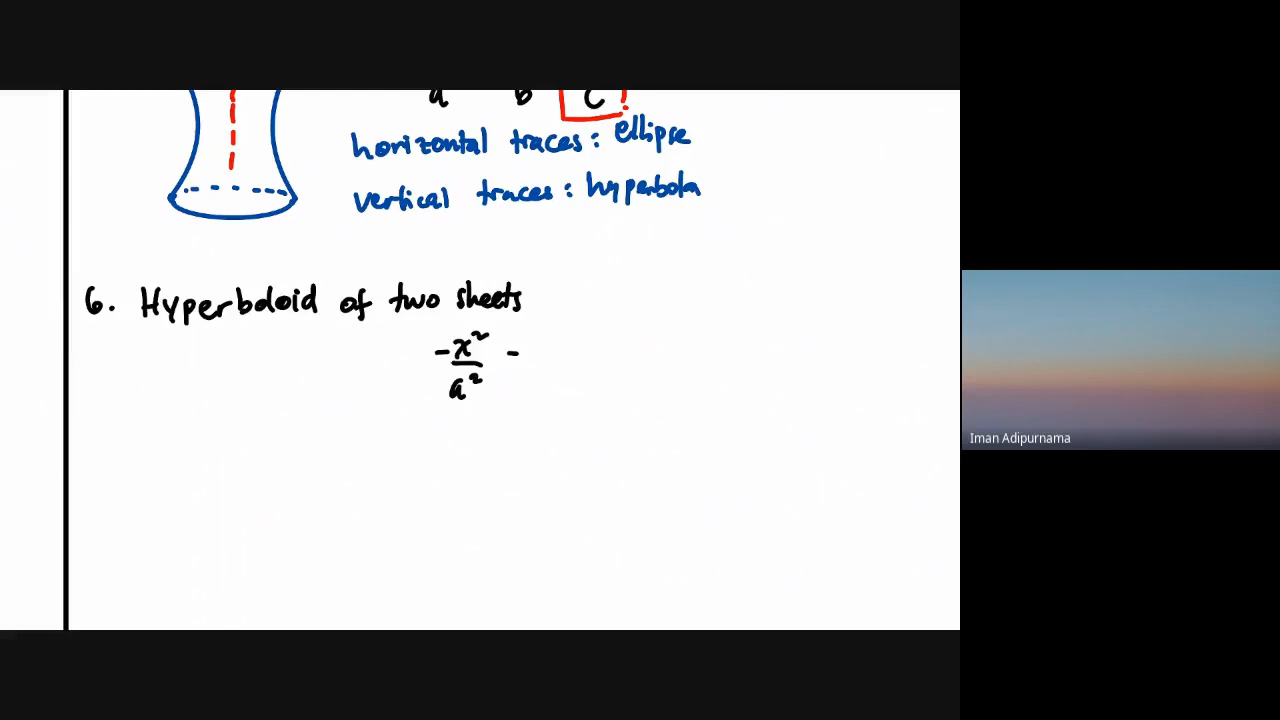 a b c
horizontal traces: ellipse
vertical traces: hyperbola
6. Hyperboloid of two sheets
-x²/a² -
Iman Adipurnama